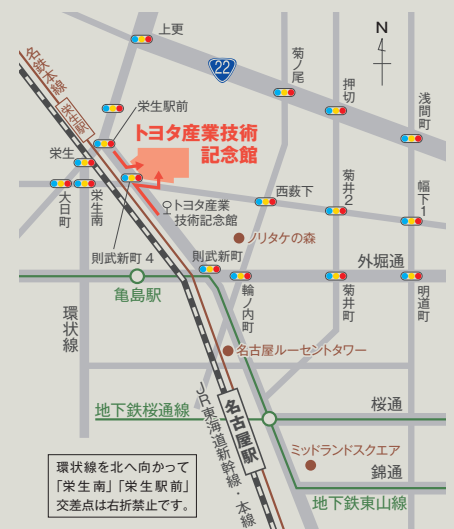 上更
N
22
菊ノ尾
押切
浅間町
名鉄本線
栄生駅
栄生駅前
トヨタ産業技術
記念館
栄生
大日町
栄生南
トヨタ産業
技術記念館
西薮下
菊井2
幅下1
則武新町4
ノリタケの森
則武新町
外堀通
亀島駅
輪ノ内町
菊井町
明道町
環状線
名古屋ルーセントタワー
地下鉄桜通線
名古屋駅
JR東海道新幹線・本線
桜通
ミッドランドスクエア
錦通
地下鉄東山線
環状線を北へ向かって
「栄生南」「栄生駅前」
交差点は右折禁止です。